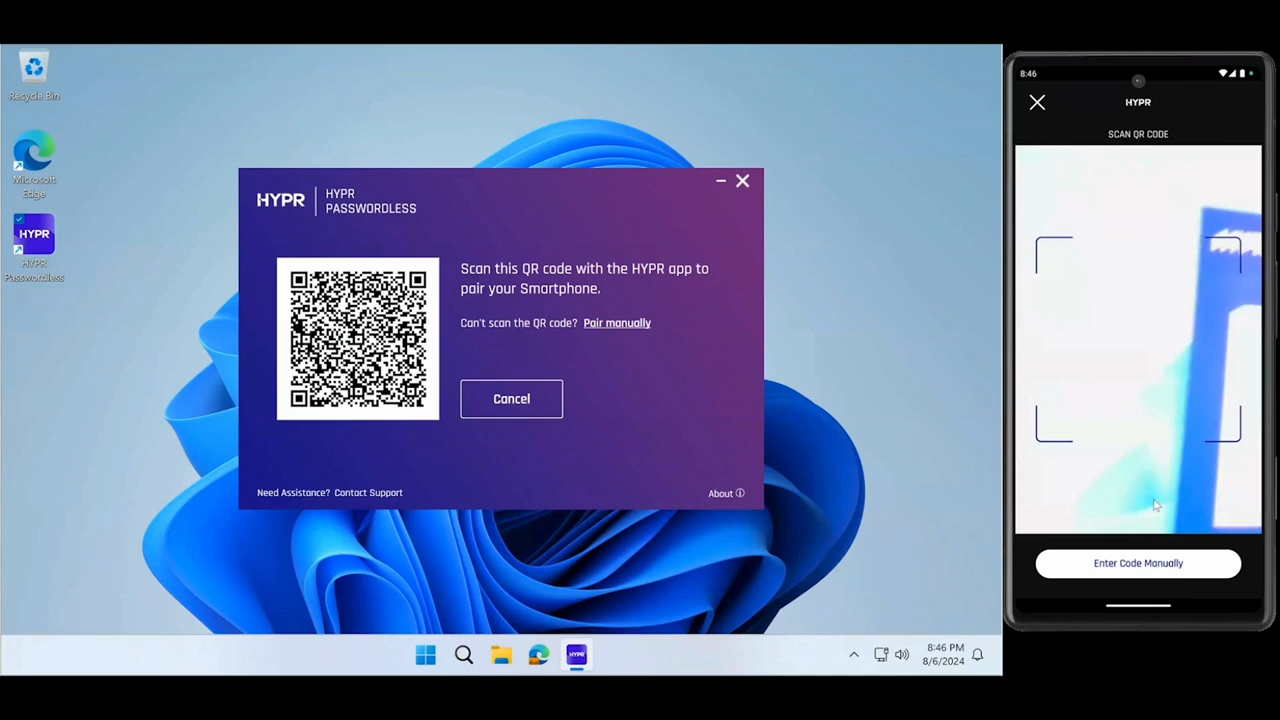 Recycle Bin
Microsoft
Edge
HYPR
HYPR
Passwordless
HYPR
HYPR
PASSWORDLESS
Scan this QR code with the HYPR app to
pair your Smartphone.
Can't scan the QR code? Pair manually
Cancel
Need Assistance? Contact Support
About
HYPR
8:46 PM
8/6/2024
8:46
HYPR
SCAN QR CODE
Enter Code Manually